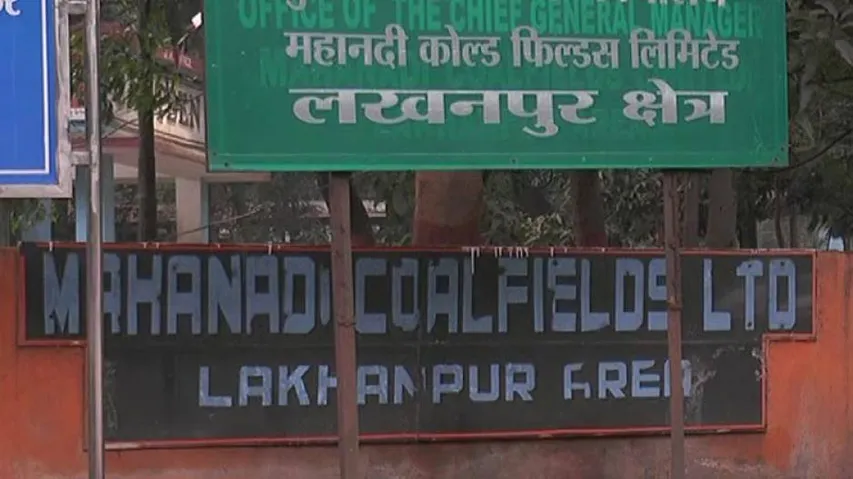 OFFICE OF THE CHIEF GENERAL MANAGER
महानदी कोल्ड फिल्डस लिमिटेड
लखनपुर क्षेत्र
MAHANADI COALFIELDS LTD
LAKHANPUR AREA